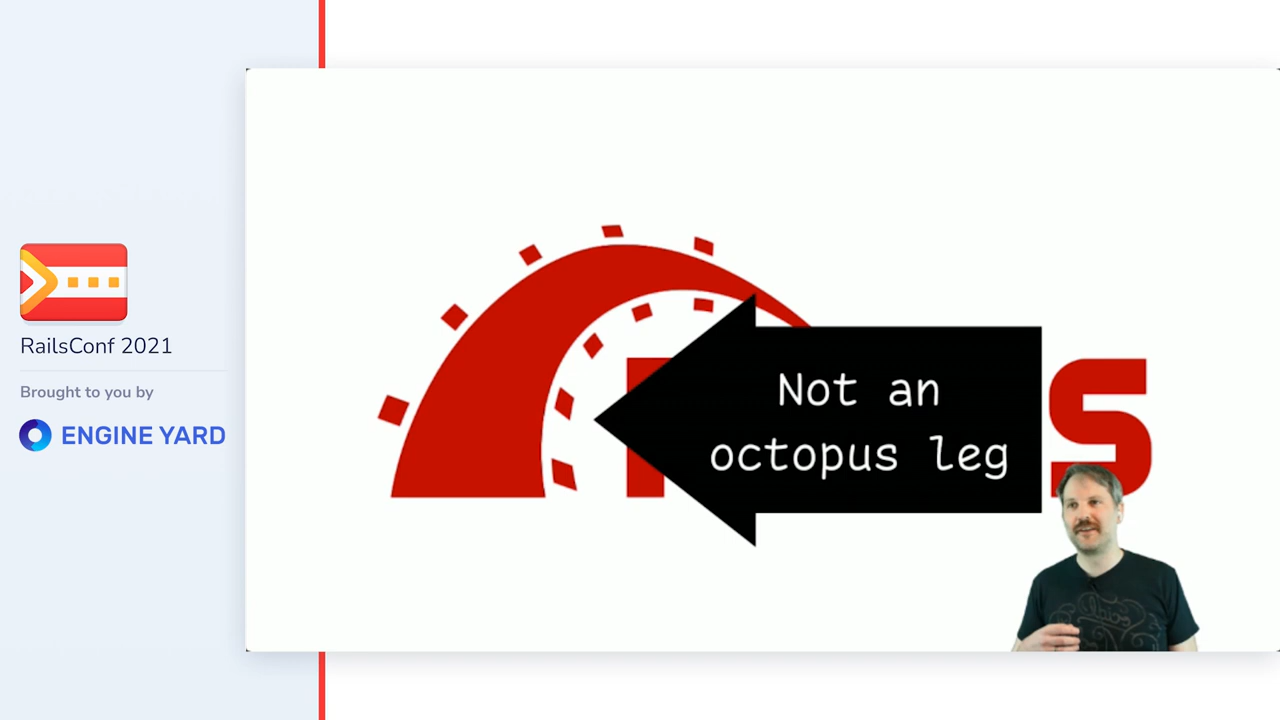 RailsConf 2021
Brought to you by
ENGINE YARD
Not an
octopus leg
S